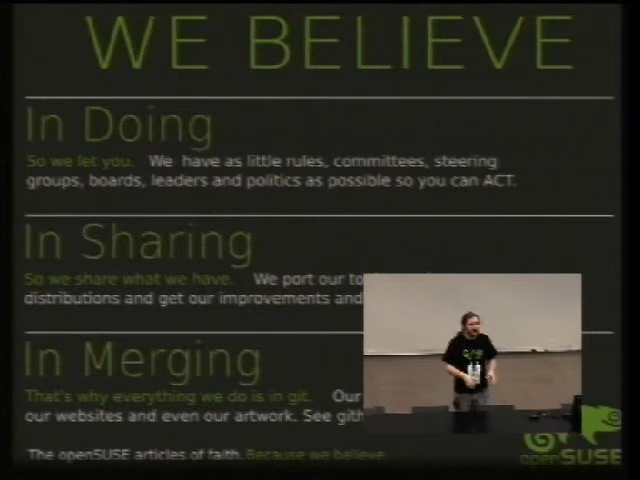 WE BELIEVE
In Doing
So we let you. We have as little rules, committees, steering
groups, boards, leaders and politics as possible so you can ACT.
In Sharing
So we share what we have. We port our to
distributions and get our improvements and
In Merging
That's why everything we do is in git. Our
our websites and even our artwork. See gith
The openSUSE articles of faith. Because we believe
openSUSE